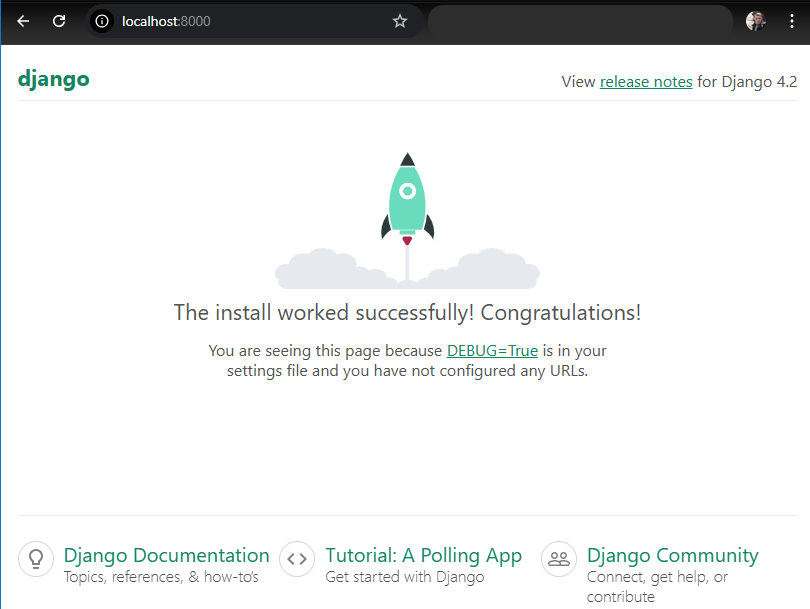 localhost:8000
django
View release notes for Django 4.2
The install worked successfully! Congratulations!
You are seeing this page because DEBUG=True is in your
settings file and you have not configured any URLs.
Django Documentation
Topics, references, & how-to's
Tutorial: A Polling App
Get started with Django
Django Community
Connect, get help, or
contribute